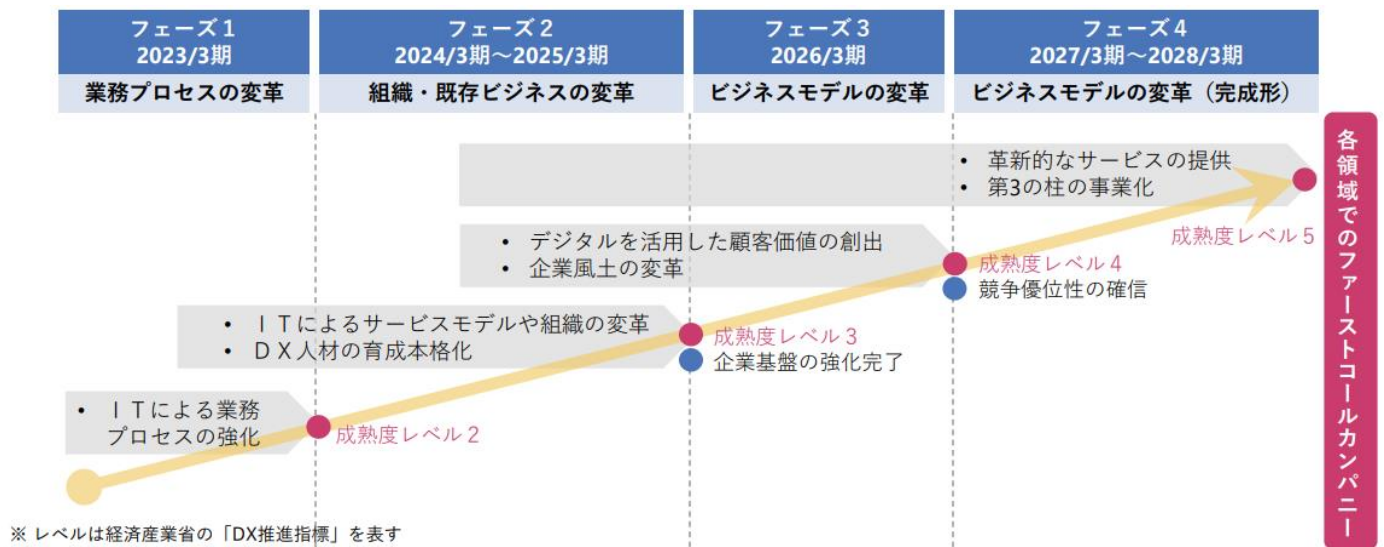 フェーズ1
2023/3期
業務プロセスの変革
フェーズ2
2024/3期～2025/3期
組織・既存ビジネスの変革
フェーズ3
2026/3期
ビジネスモデルの変革
フェーズ4
2027/3期～2028/3期
ビジネスモデルの変革（完成形）
• 革新的なサービスの提供
• 第3の柱の事業化
成熟度レベル5
• デジタルを活用した顧客価値の創出
• 企業風土の変革
成熟度レベル4
競争優位性の確信
• ＩＴによるサービスモデルや組織の変革
• ＤＸ人材の育成本格化
成熟度レベル3
企業基盤の強化完了
• ＩＴによる業務
プロセスの強化
成熟度レベル2
各領域でのファーストコールカンパニー
※ レベルは経済産業省の「DX推進指標」を表す